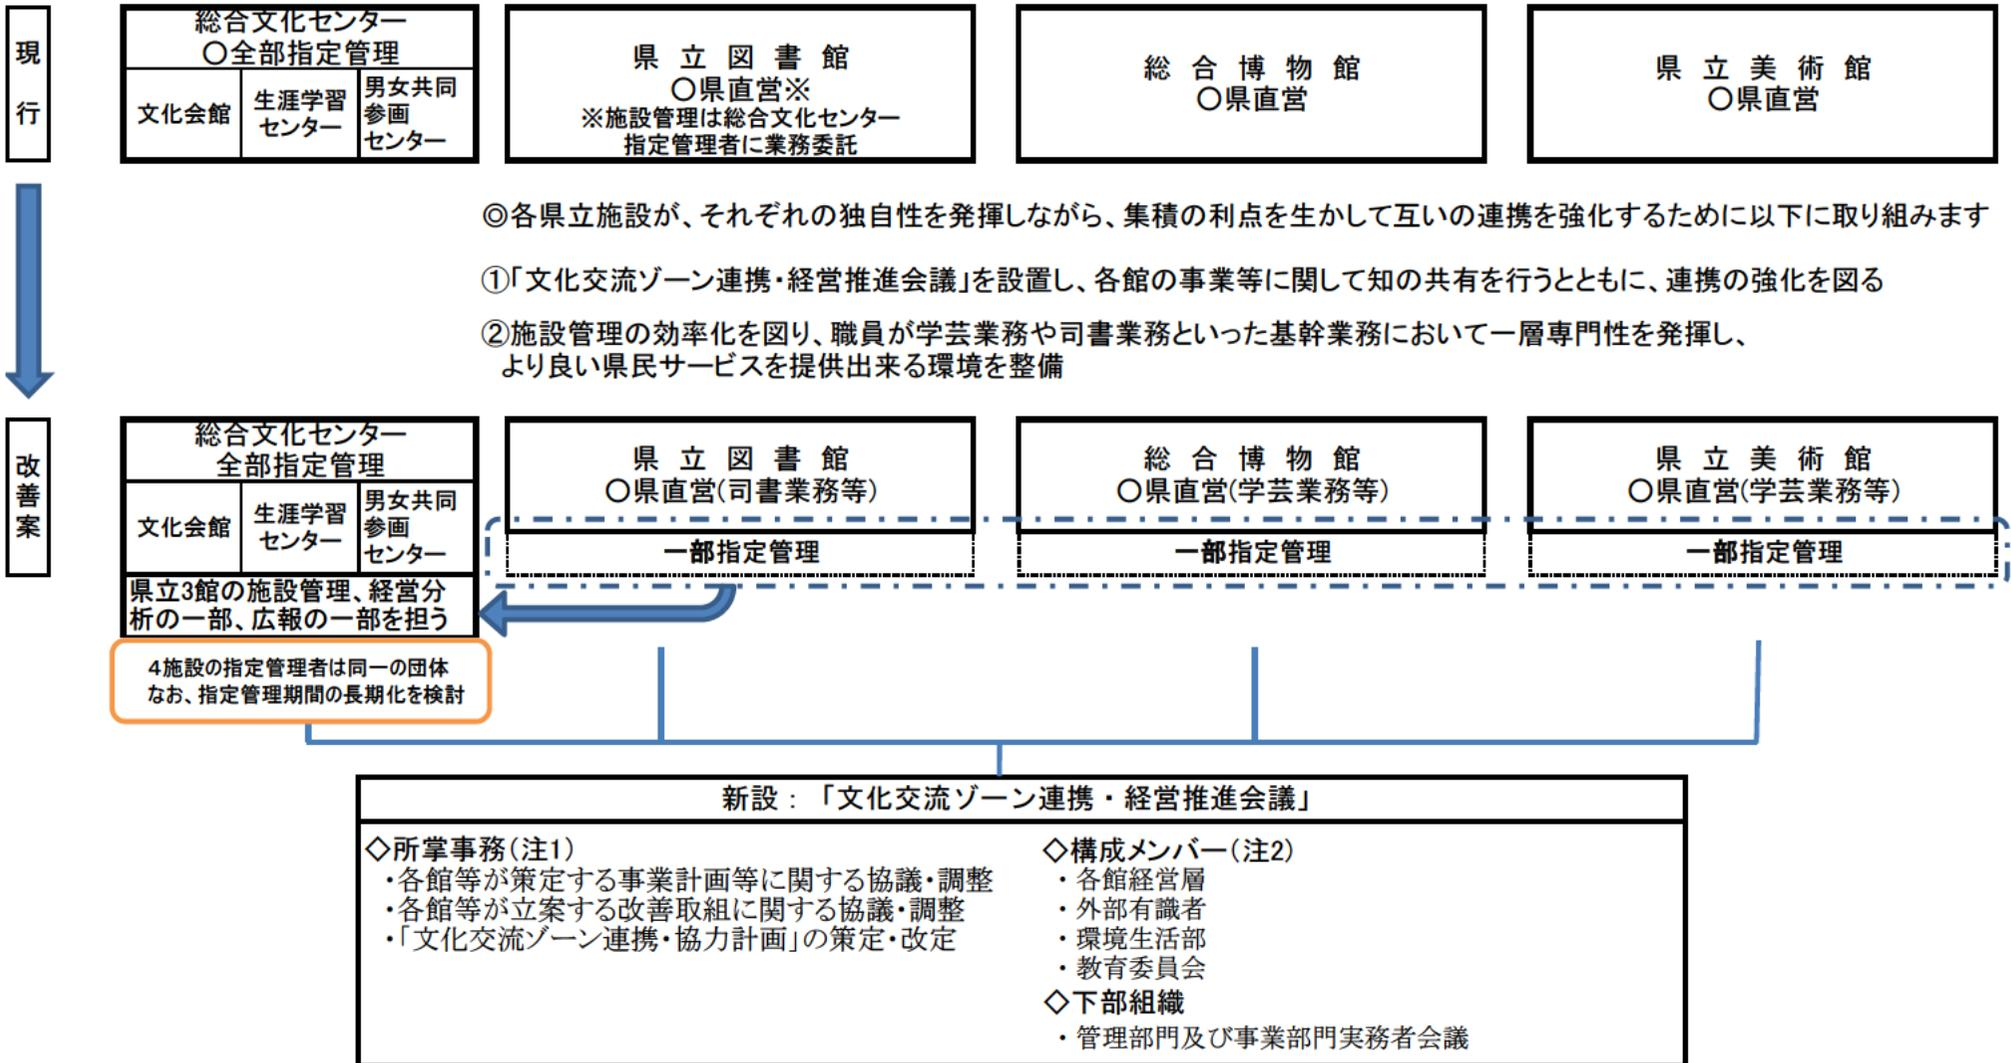 現行
総合文化センター
〇全部指定管理
文化会館
生涯学習
センター
男女共同
参画
センター
県立図書館
〇県直営※
※施設管理は総合文化センター
指定管理者に業務委託
総合博物館
〇県直営
県立美術館
〇県直営
◎各県立施設が、それぞれの独自性を発揮しながら、集積の利点を生かして互いの連携を強化するために以下に取り組みます
①「文化交流ゾーン連携・経営推進会議」を設置し、各館の事業等に関して知の共有を行うとともに、連携の強化を図る
②施設管理の効率化を図り、職員が学芸業務や司書業務といった基幹業務において一層専門性を発揮し、
より良い県民サービスを提供出来る環境を整備
改善案
総合文化センター
全部指定管理
文化会館
生涯学習
センター
男女共同
参画
センター
県立3館の施設管理、経営分
析の一部、広報の一部を担う
県立図書館
〇県直営(司書業務等)
一部指定管理
総合博物館
〇県直営(学芸業務等)
一部指定管理
県立美術館
〇県直営(学芸業務等)
一部指定管理
4施設の指定管理者は同一の団体
なお、指定管理期間の長期化を検討
新設：「文化交流ゾーン連携・経営推進会議」
◇所掌事務(注1)
・各館等が策定する事業計画等に関する協議・調整
・各館等が立案する改善取組に関する協議・調整
・「文化交流ゾーン連携・協力計画」の策定・改定
◇構成メンバー(注2)
・各館経営層
・外部有識者
・環境生活部
・教育委員会
◇下部組織
・管理部門及び事業部門実務者会議